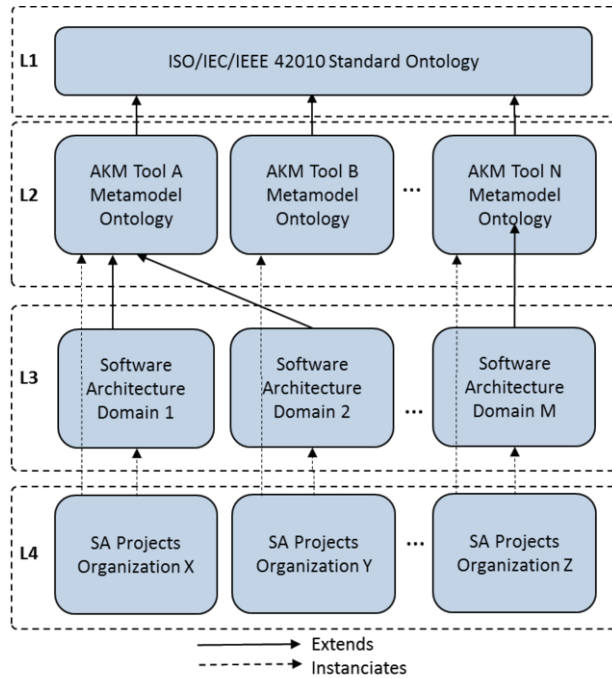 L1
ISO/IEC/IEEE 42010 Standard Ontology
L2
AKM Tool A
Metamodel
Ontology
AKM Tool B
Metamodel
Ontology
...
AKM Tool N
Metamodel
Ontology
L3
Software
Architecture
Domain 1
Software
Architecture
Domain 2
...
Software
Architecture
Domain M
L4
SA Projects
Organization X
SA Projects
Organization Y
...
SA Projects
Organization Z
Extends
Instanciates